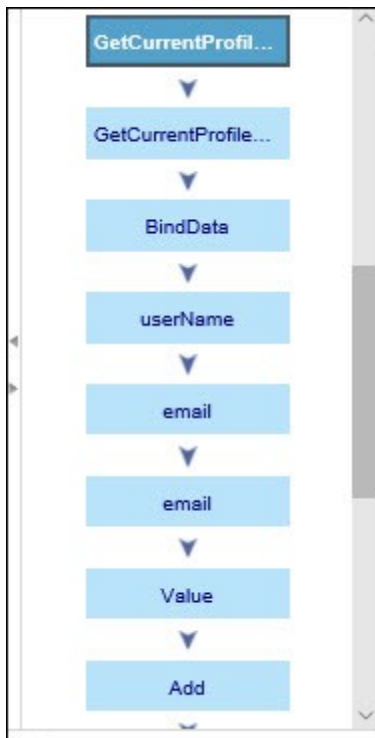 GetCurrentProfil...
GetCurrentProfile...
BindData
userName
email
email
Value
Add